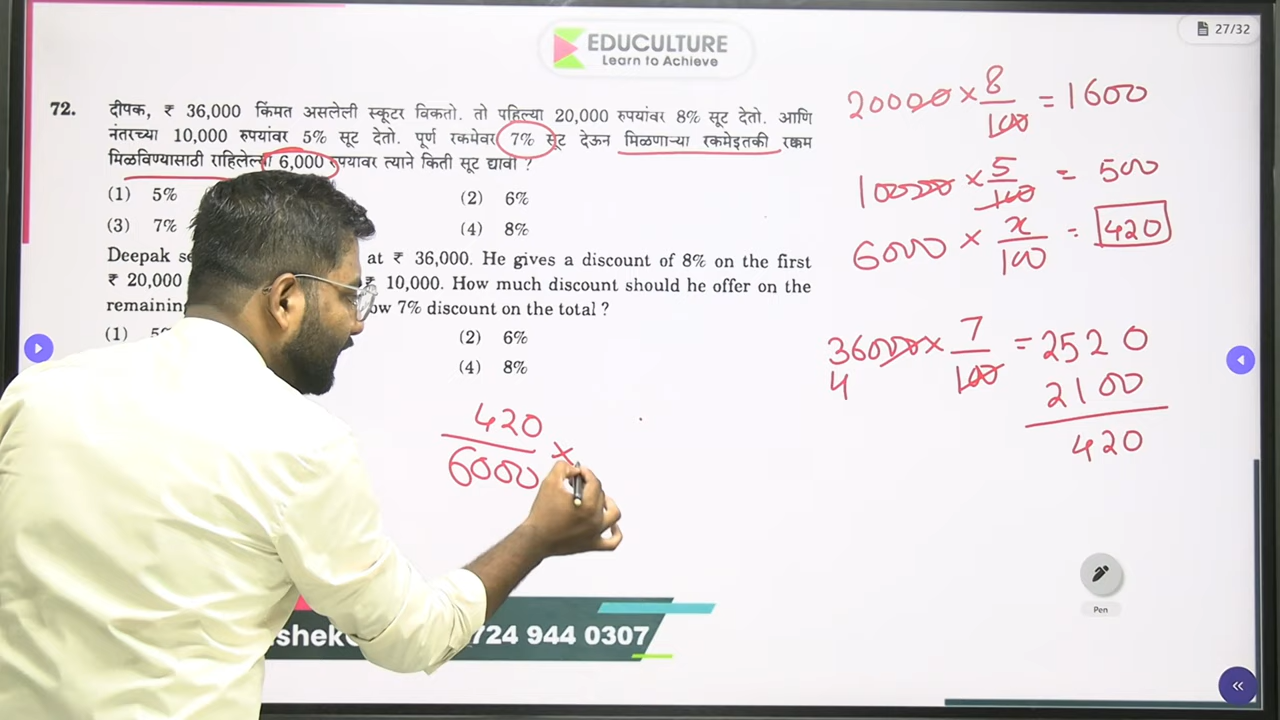 27/32
EDUCULTURE
Learn to Achieve
72. दीपक, ₹ 36,000 किंमत असलेली स्कूटर विकतो. तो पहिल्या 20,000 रुपयांवर 8% सूट देतो. आणि
नंतरच्या 10,000 रुपयांवर 5% सूट देतो. पूर्ण रकमेवर 7% सूट देऊन मिळणाऱ्या रकमेइतकी रक्कम
मिळविण्यासाठी राहिलेल्या 6,000 रुपयावर त्याने किती सूट द्यावी ?
(1) 5%
(2) 6%
(3) 7%
(4) 8%
Deepak at ₹ 36,000. He gives a discount of 8% on the first
₹ 20,000 ₹ 10,000. How much discount should he offer on the
remaining 7% discount on the total ?
(1)
(2) 6%
(4) 8%
20000 × 8/100 = 1600
10000 × 5/100 = 500
6000 × x/100 = 420
36000 × 7/100 = 2520
4
2100
420
420/6000 ×
Pen
724 944 0307